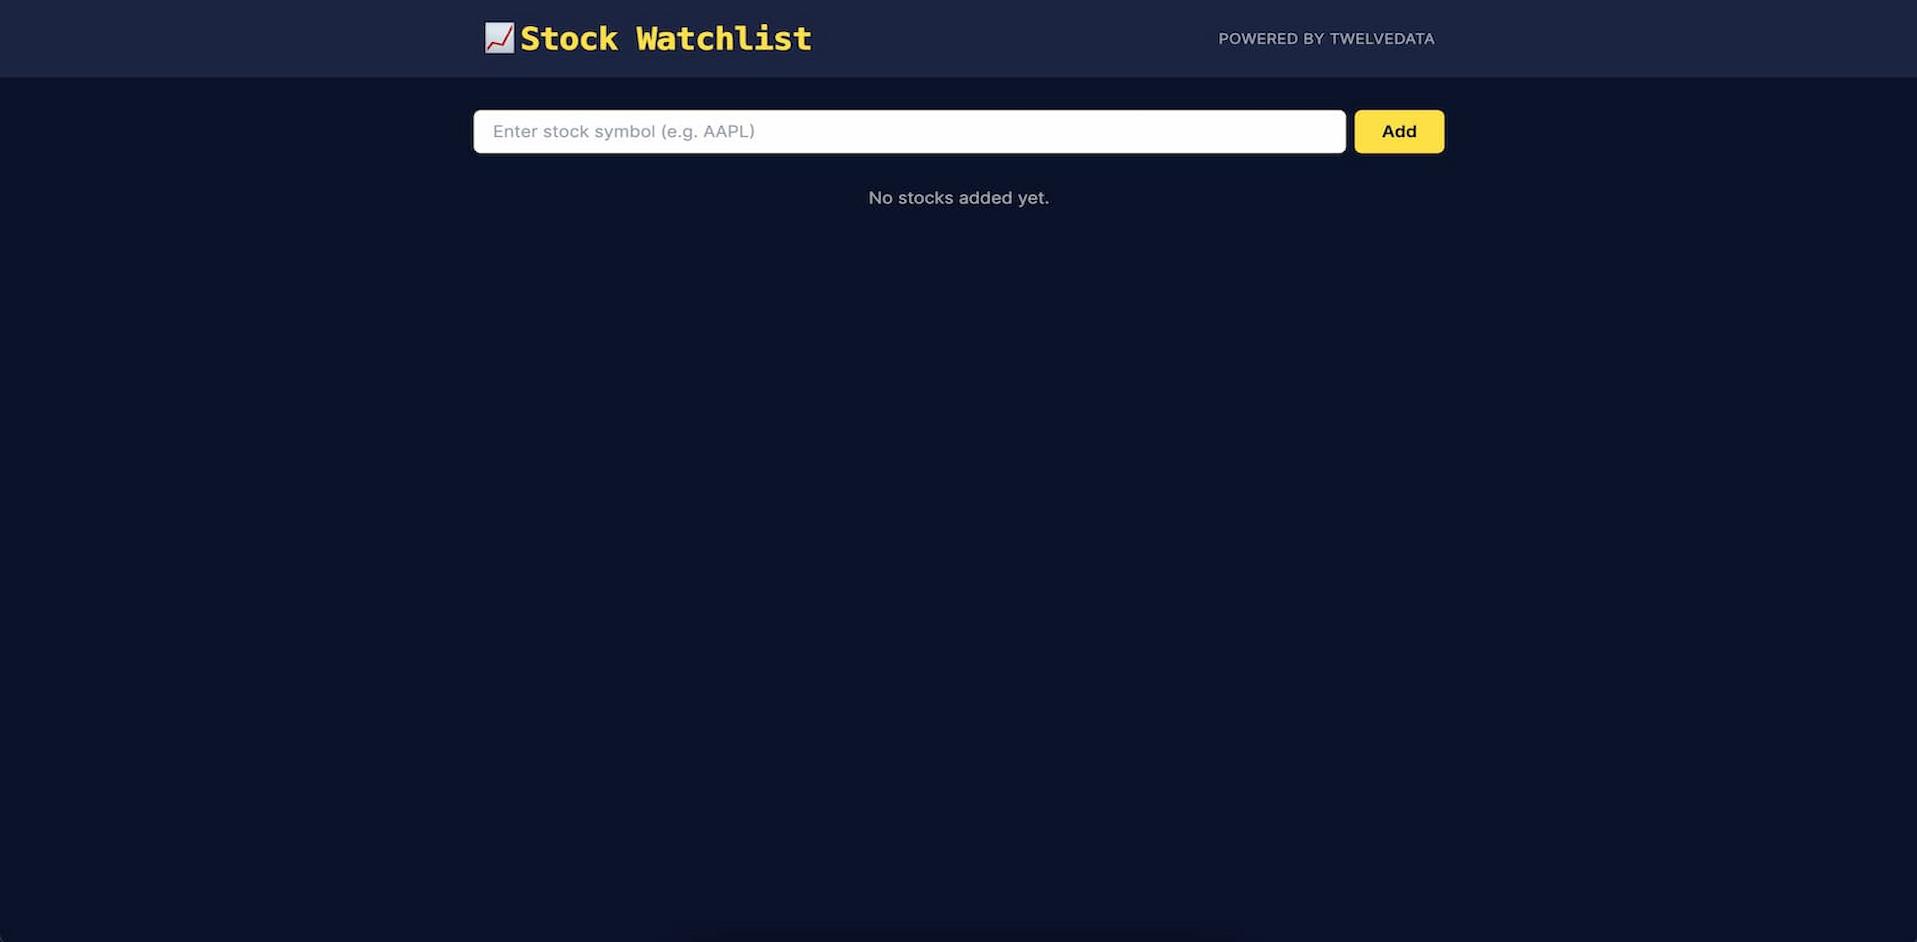 Stock Watchlist
POWERED BY TWELVEDATA
Enter stock symbol (e.g. AAPL)
Add
No stocks added yet.